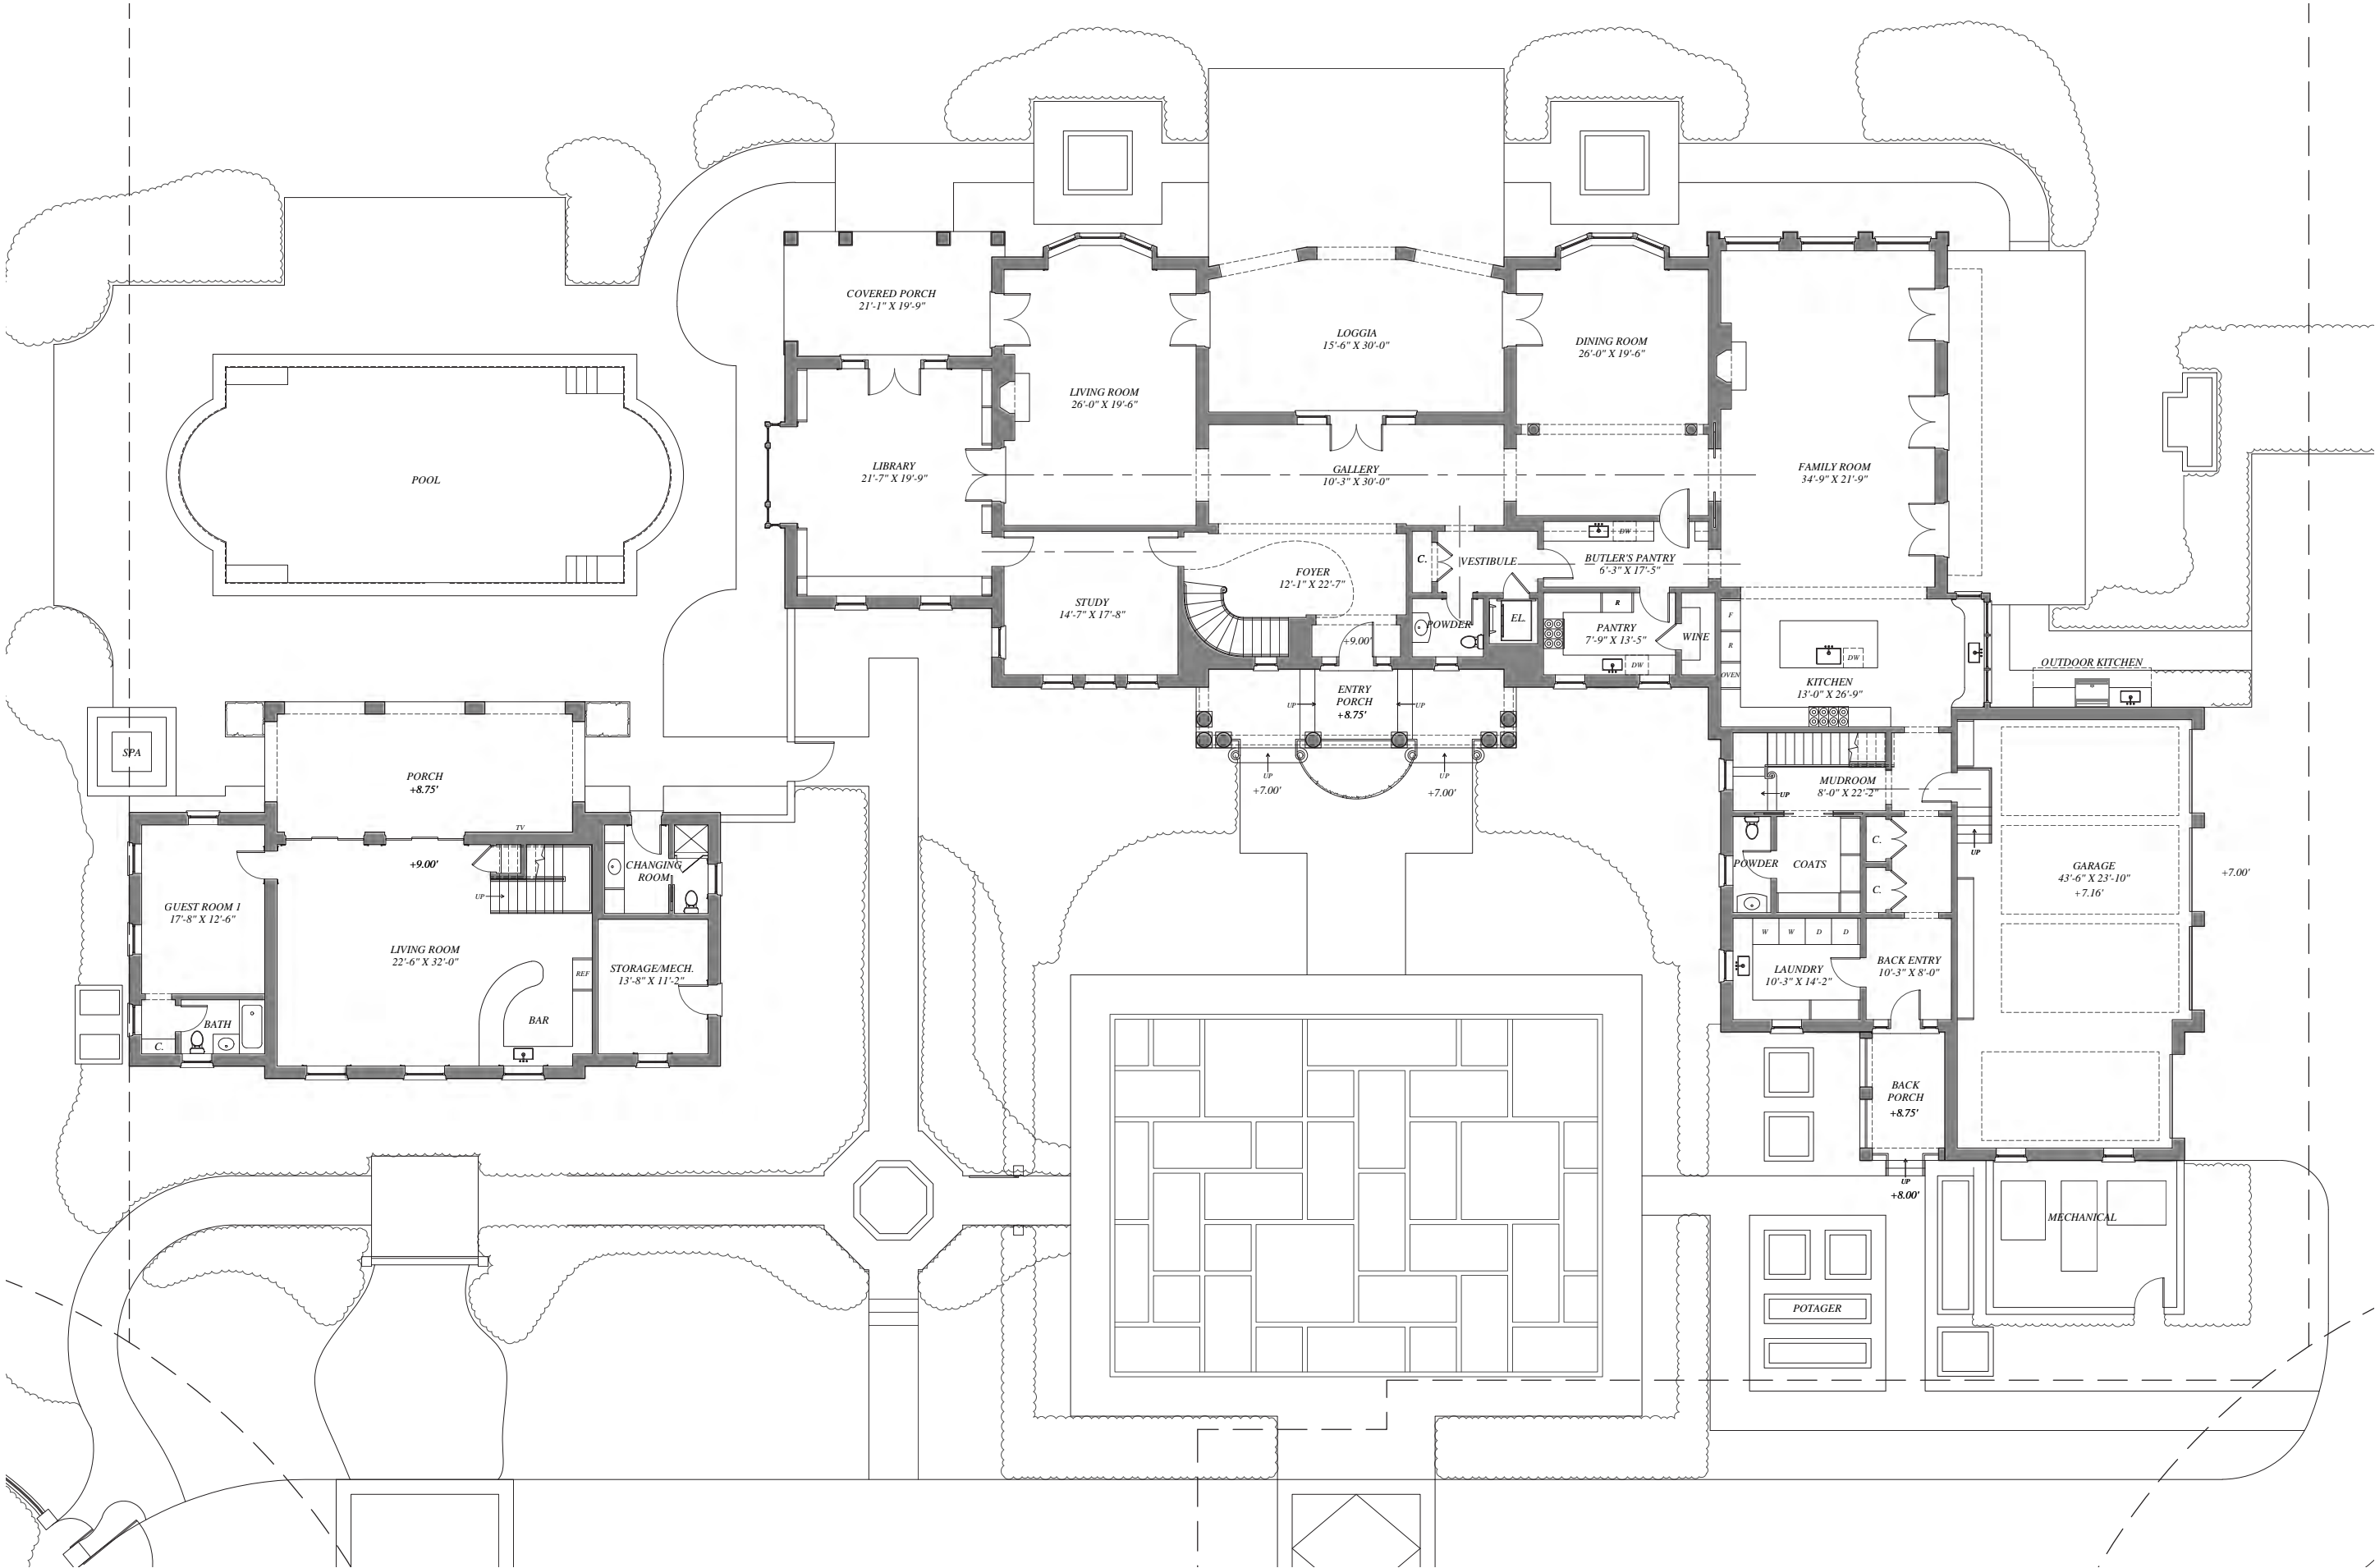 COVERED PORCH
21'-1" X 19'-9"
LOGGIA
15'-6" X 30'-0"
DINING ROOM
26'-0" X 19'-6"
LIVING ROOM
26'-0" X 19'-6"
LIBRARY
21'-7" X 19'-9"
GALLERY
10'-3" X 30'-0"
FAMILY ROOM
34'-9" X 21'-9"
POOL
DW
C.
VESTIBULE
BUTLER'S PANTRY
6'-3" X 17'-5"
FOYER
12'-1" X 22'-7"
STUDY
14'-7" X 17'-8"
R
F
POWDER
EL.
PANTRY
7'-9" X 13'-5"
WINE
+9.00'
R
DW
DW
OVEN
KITCHEN
13'-0" X 26'-9"
OUTDOOR KITCHEN
ENTRY
PORCH
+8.75'
UP
UP
SPA
PORCH
+8.75'
UP
+7.00'
UP
+7.00'
MUDROOM
8'-0" X 22'-2"
UP
TV
+9.00'
CHANGING
ROOM
UP
POWDER
COATS
C.
C.
UP
GARAGE
43'-6" X 23'-10"
+7.16'
+7.00'
GUEST ROOM 1
17'-8" X 12'-6"
LIVING ROOM
22'-6" X 32'-0"
REF
STORAGE/MECH.
13'-8" X 11'-2"
W
W
D
D
LAUNDRY
10'-3" X 14'-2"
BACK ENTRY
10'-3" X 8'-0"
BATH
C.
BAR
BACK
PORCH
+8.75'
UP
+8.00'
MECHANICAL
POTAGER